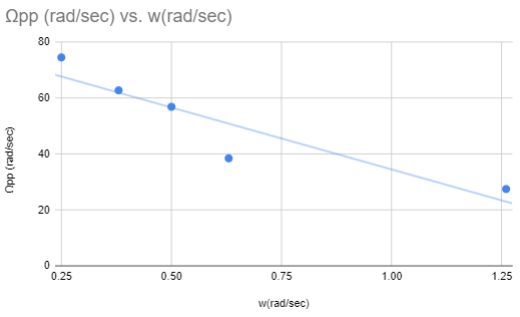 Ωpp (rad/sec) vs. w(rad/sec)
80
60
40
20
0
Ωpp (rad/sec)
0.25 0.50 0.75 1.00 1.25
w(rad/sec)